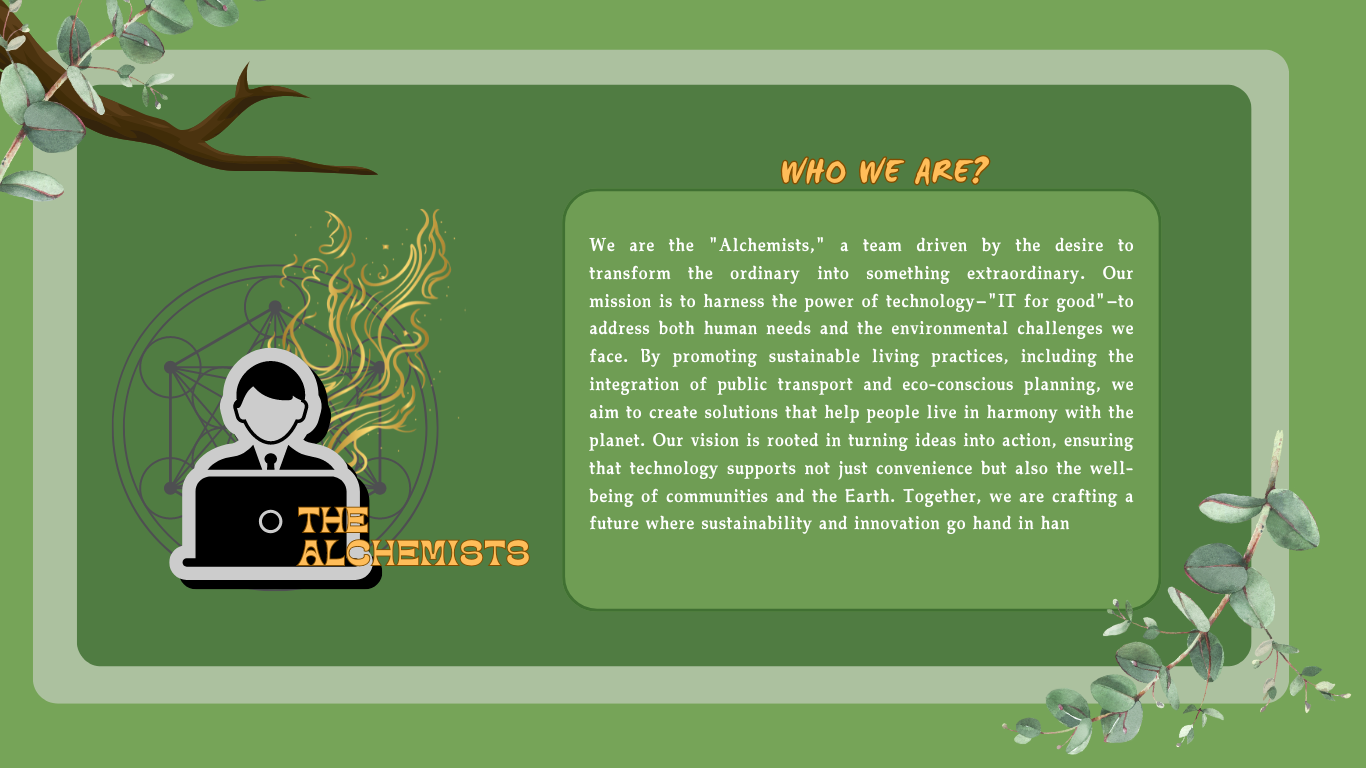 WHO WE ARE?
We are the "Alchemists," a team driven by the desire to
transform the ordinary into something extraordinary. Our
mission is to harness the power of technology–"IT for good"–to
address both human needs and the environmental challenges we
face. By promoting sustainable living practices, including the
integration of public transport and eco-conscious planning, we
aim to create solutions that help people live in harmony with the
planet. Our vision is rooted in turning ideas into action, ensuring
that technology supports not just convenience but also the well-
being of communities and the Earth. Together, we are crafting a
future where sustainability and innovation go hand in han
THE
ALCHEMISTS